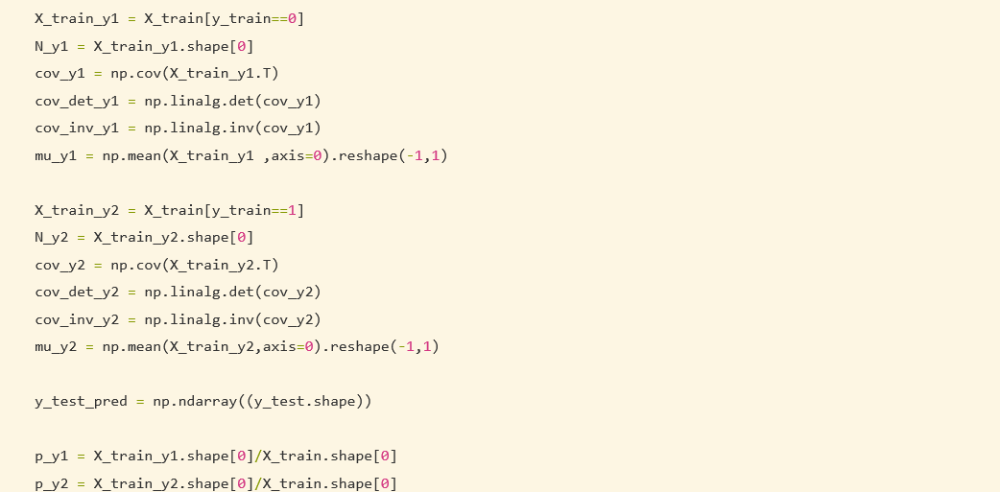 X_train_y1 = X_train[y_train==0]
N_y1 = X_train_y1.shape[0]
cov_y1 = np.cov(X_train_y1.T)
cov_det_y1 = np.linalg.det(cov_y1)
cov_inv_y1 = np.linalg.inv(cov_y1)
mu_y1 = np.mean(X_train_y1 ,axis=0).reshape(-1,1)
X_train_y2 = X_train[y_train==1]
N_y2 = X_train_y2.shape[0]
cov_y2 = np.cov(X_train_y2.T)
cov_det_y2 = np.linalg.det(cov_y2)
cov_inv_y2 = np.linalg.inv(cov_y2)
mu_y2 = np.mean(X_train_y2,axis=0).reshape(-1,1)
y_test_pred = np.ndarray((y_test.shape))
p_y1 = X_train_y1.shape[0]/X_train.shape[0]
p_y2 = X_train_y2.shape[0]/X_train.shape[0]